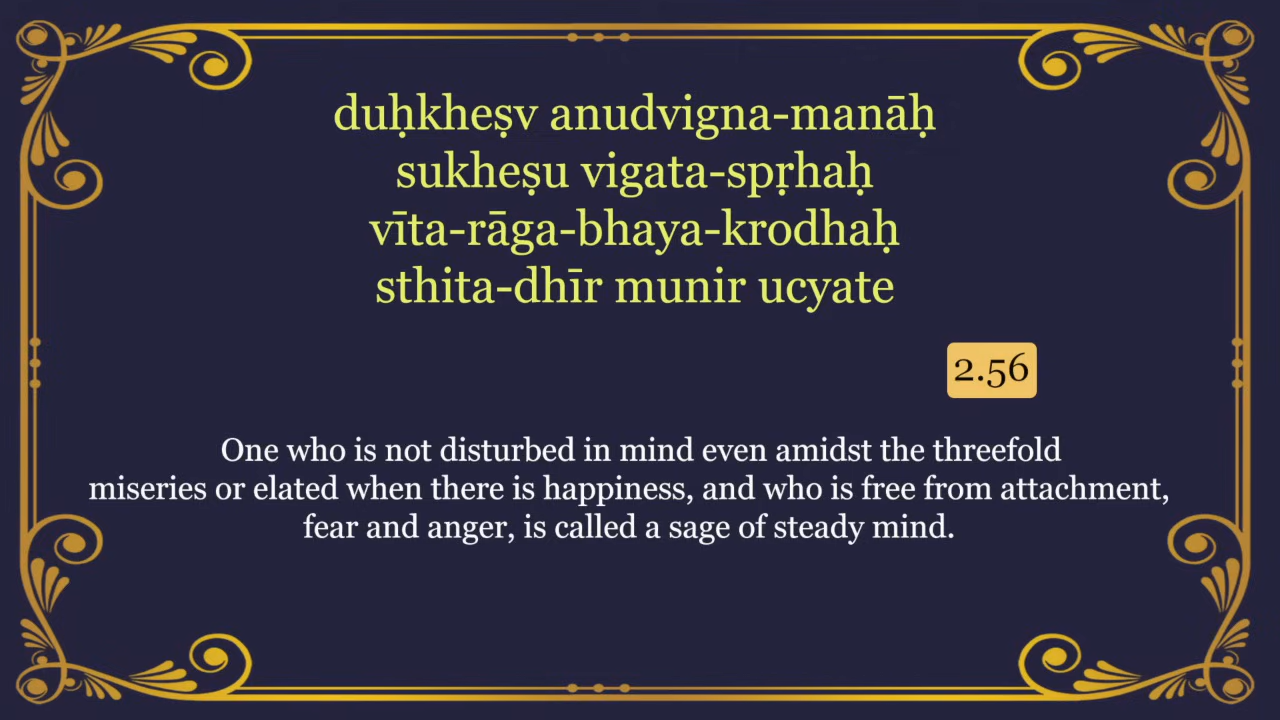 duḥkheṣv anudvigna-manāḥ
sukheṣu vigata-spṛhaḥ
vīta-rāga-bhaya-krodhaḥ
sthita-dhīr munir ucyate
2.56
One who is not disturbed in mind even amidst the threefold
miseries or elated when there is happiness, and who is free from attachment,
fear and anger, is called a sage of steady mind.